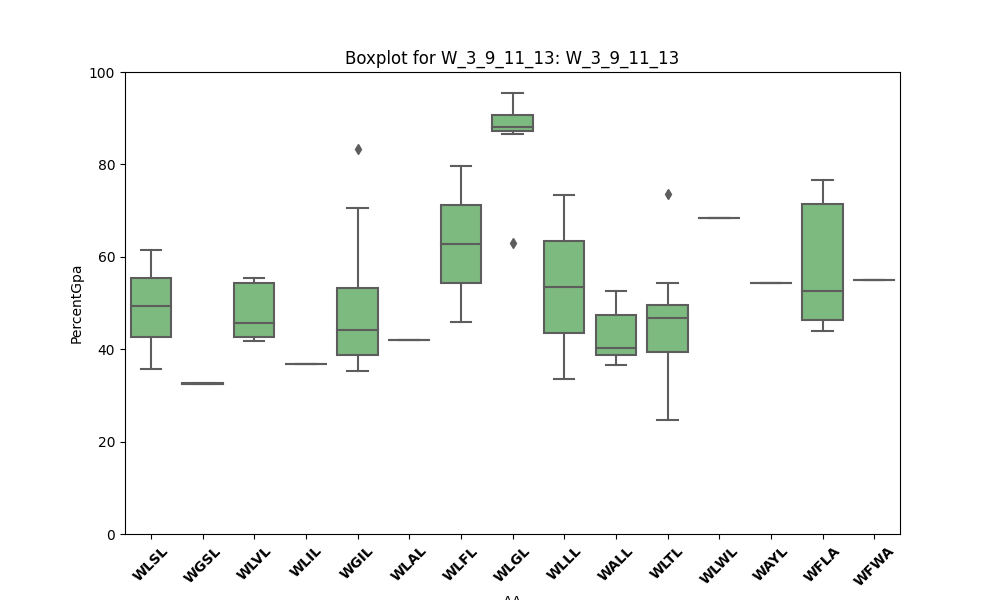 Boxplot for W_3_9_11_13: W_3_9_11_13
100
80
60
40
20
0
PercentGpa
WLSL
WGSL
WLVL
WLIL
WGIL
WLAL
WLFL
WLGL
WLLL
WALL
WLTL
WLWL
WAYL
WFLA
WFWA